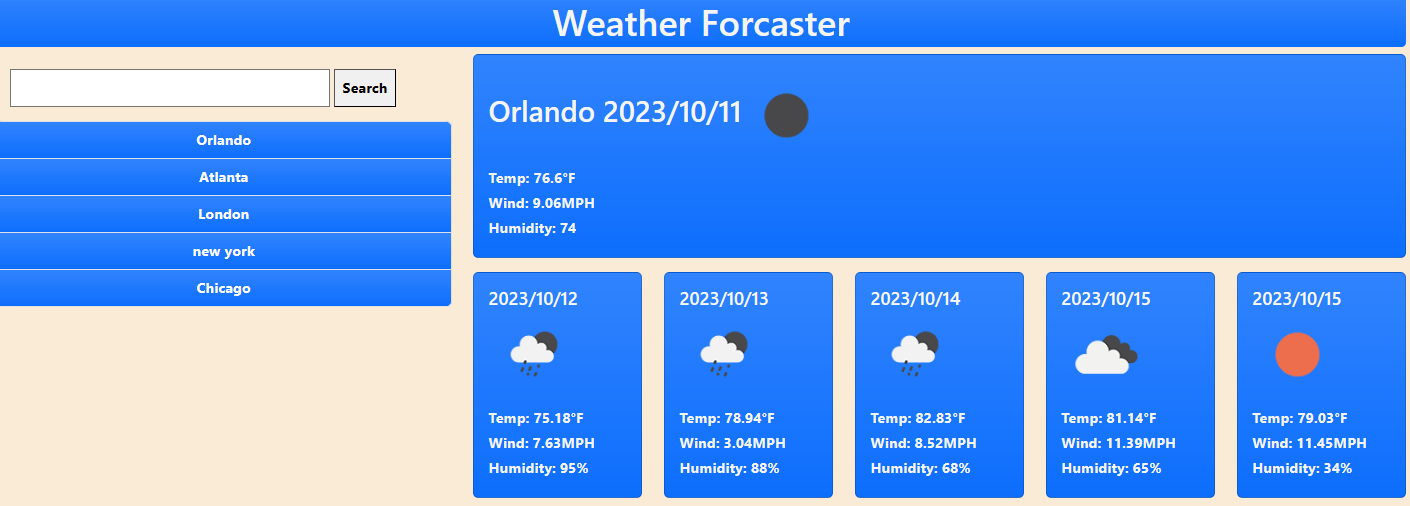 Weather Forcaster
Search
Orlando
Atlanta
London
new york
Chicago
Orlando 2023/10/11
Temp: 76.6°F
Wind: 9.06MPH
Humidity: 74
2023/10/12
Temp: 75.18°F
Wind: 7.63MPH
Humidity: 95%
2023/10/13
Temp: 78.94°F
Wind: 3.04MPH
Humidity: 88%
2023/10/14
Temp: 82.83°F
Wind: 8.52MPH
Humidity: 68%
2023/10/15
Temp: 81.14°F
Wind: 11.39MPH
Humidity: 65%
2023/10/15
Temp: 79.03°F
Wind: 11.45MPH
Humidity: 34%